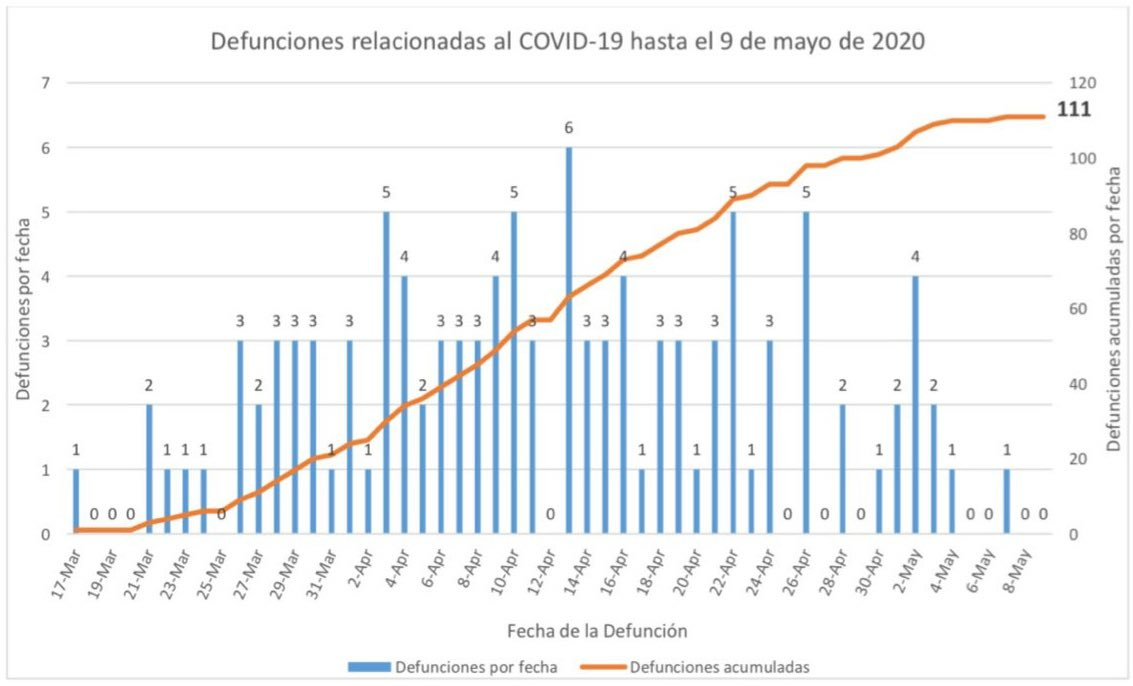 Defunciones relacionadas al COVID-19 hasta el 9 de mayo de 2020
7
6
5
4
3
2
1
0
Defunciones por fecha
120
100
80
60
40
20
0
Defunciones acumuladas por fecha
111
1 0 0 0 2 1 1 1 0 3 2 3 3 3 1 3 1 5 4 2 3 3 3 4 5 3 0 6 3 3 4 1 3 3 1 3 5 1 3 0 5 0 2 0 1 2 4 2 1 0 0 1 0 0
17-Mar 19-Mar 21-Mar 23-Mar 25-Mar 27-Mar 29-Mar 31-Mar 2-Apr 4-Apr 6-Apr 8-Apr 10-Apr 12-Apr 14-Apr 16-Apr 18-Apr 20-Apr 22-Apr 24-Apr 26-Apr 28-Apr 30-Apr 2-May 4-May 6-May 8-May
Fecha de la Defunción
Defunciones por fecha Defunciones acumuladas